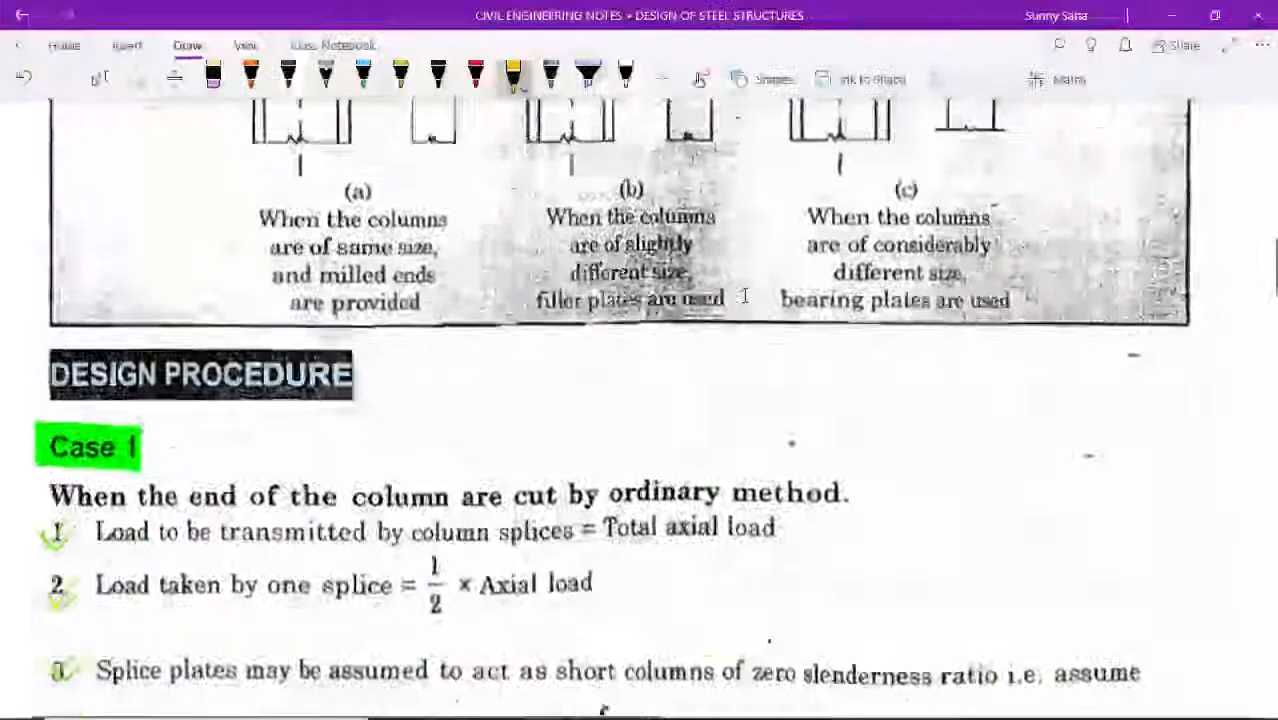 CIVIL ENGINEERING NOTES • DESIGN OF STEEL STRUCTURES
Sunny Saha
Home Insert Draw View Class Notebook Share
Shapes Ink to Shape Maths
(a) (b) (c)
When the columns When the columns When the columns
are of same size, are of slightly are of considerably
and milled ends different size, different size,
are provided filler plates are used bearing plates are used
DESIGN PROCEDURE
Case I
When the end of the column are cut by ordinary method.
1. Load to be transmitted by column splices = Total axial load
2. Load taken by one splice = 1/2 × Axial load
3. Splice plates may be assumed to act as short columns of zero slenderness ratio i.e. assume